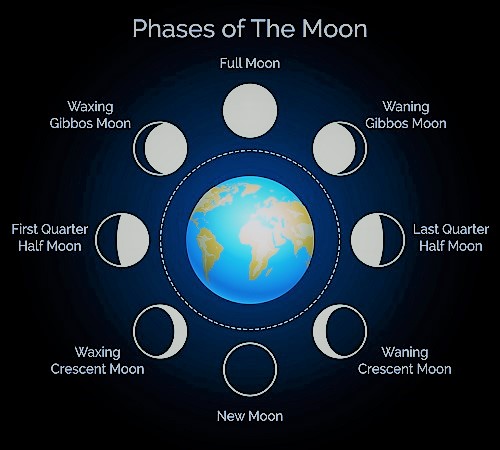 Phases of The Moon
Full Moon
Waxing
Gibbos Moon
Waning
Gibbos Moon
First Quarter
Half Moon
Last Quarter
Half Moon
Waxing
Crescent Moon
Waning
Crescent Moon
New Moon